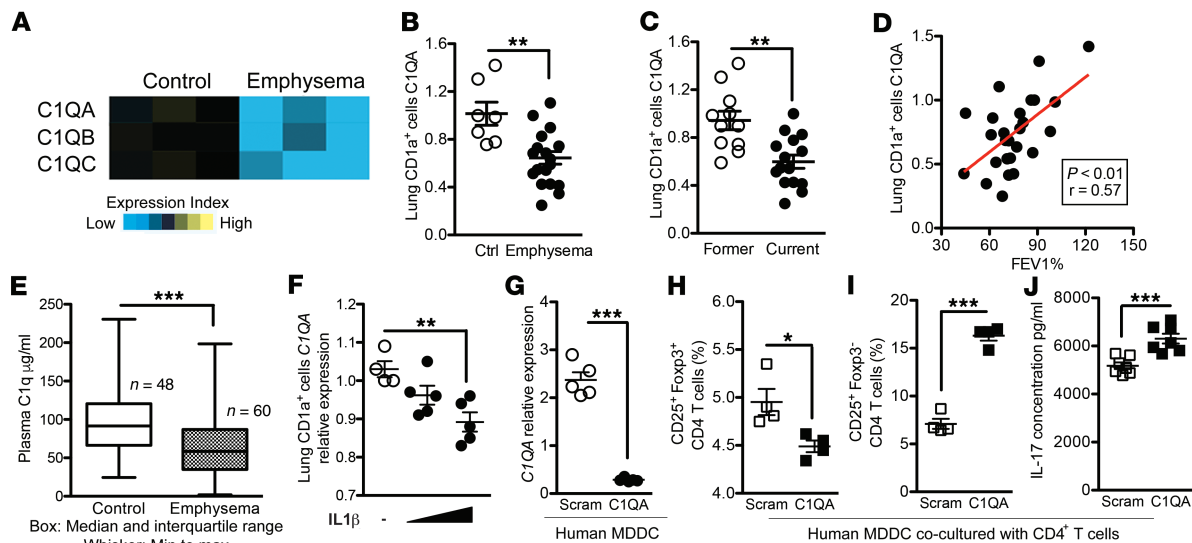 A
Control Emphysema
C1QA
C1QB
C1QC
Expression Index
Low High
B
Lung CD1a+ cells C1QA
1.6
1.2
0.8
0.4
0.0
**
Ctrl Emphysema
C
Lung CD1a+ cells C1QA
1.6
1.2
0.8
0.4
0.0
**
Former Current
D
Lung CD1a+ cells C1QA
1.5
1.0
0.5
0.0
P < 0.01
r = 0.57
30 60 90 120 150
FEV1%
E
Plasma C1q µg/ml
250
200
150
100
50
0
***
n = 48
n = 60
Control Emphysema
Box: Median and interquartile range
Whisker: Min to max
F
Lung CD1a+ cells C1QA
relative expression
1.2
1.1
1.0
0.9
0.8
0.7
**
IL1β -
G
C1QA relative expression
4
3
2
1
0
***
Scram C1QA
Human MDDC
H
CD25+ Foxp3+
CD4 T cells (%)
6.0
5.5
5.0
4.5
4.0
*
Scram C1QA
I
CD25+ Foxp3-
CD4 T cells (%)
20
15
10
5
0
***
Scram C1QA
J
IL-17 concentration pg/ml
8000
6000
4000
2000
0
***
Scram C1QA
Human MDDC co-cultured with CD4+ T cells